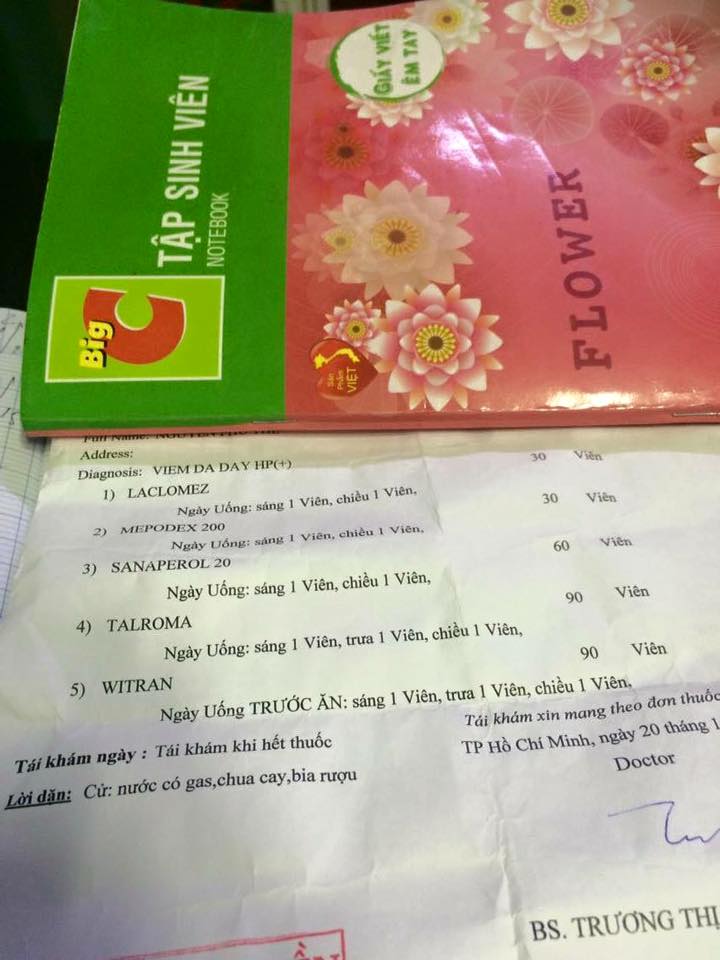 GIẤY VIẾT
ÊM TAY
TẬP SINH VIÊN
NOTEBOOK
FLOWER
Big
C
Sản
Phẩm
VIỆT
Full Name:
Address:
Diagnosis: VIEM DA DAY HP(+)
1) LACLOMEZ 30 Viên
Ngày Uống: sáng 1 Viên, chiều 1 Viên,
2) MEPODEX 200 30 Viên
Ngày Uống: sáng 1 Viên, chiều 1 Viên,
3) SANAPEROL 20 60 Viên
Ngày Uống: sáng 1 Viên, chiều 1 Viên,
4) TALROMA 90 Viên
Ngày Uống: sáng 1 Viên, trưa 1 Viên, chiều 1 Viên,
5) WITRAN 90 Viên
Ngày Uống TRƯỚC ĂN: sáng 1 Viên, trưa 1 Viên, chiều 1 Viên,
Tái khám xin mang theo đơn thuốc
Tái khám ngày : Tái khám khi hết thuốc
TP Hồ Chí Minh, ngày 20 tháng 1
Lời dặn: Cử: nước có gas,chua cay,bia rượu
Doctor
BS. TRƯƠNG THỊ